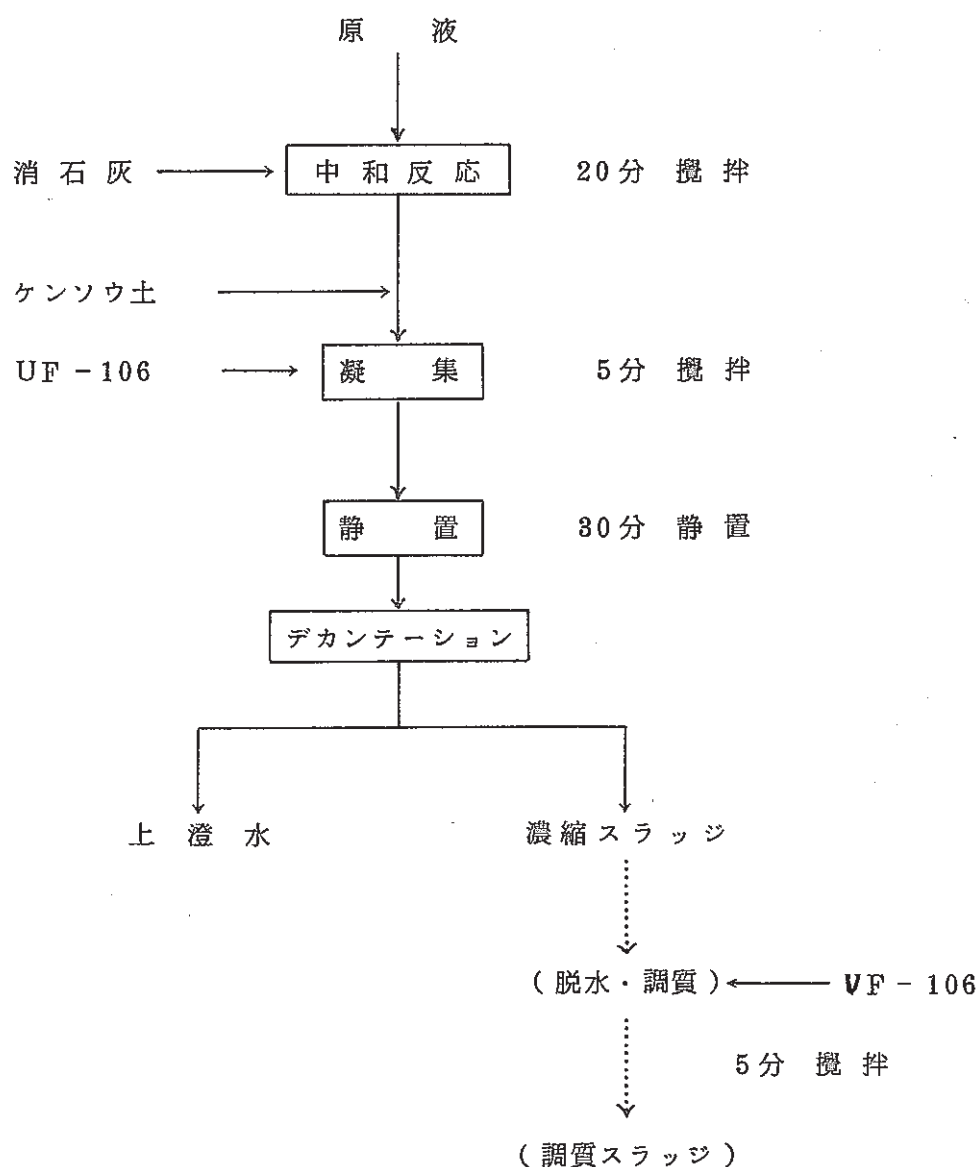 原液
消石灰 中和反応 20分 攪拌
ケンソウ土
UF-106 凝集 5分 攪拌
静置 30分 静置
デカンテーション
上澄水 濃縮スラッジ
(脱水・調質) VF-106
5分 攪拌
(調質スラッジ)